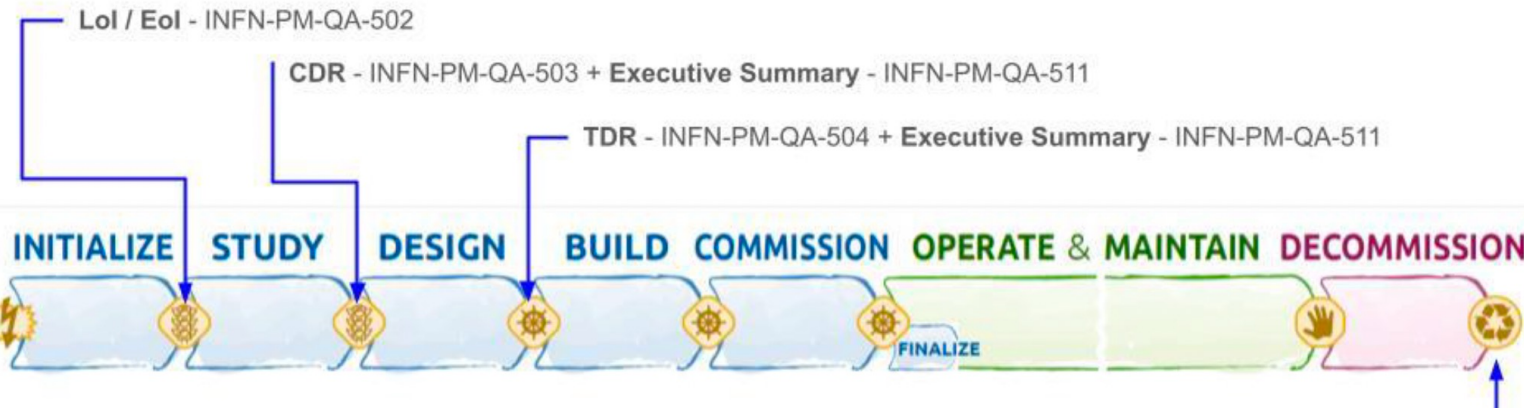 LoI / EoI - INFN-PM-QA-502
CDR - INFN-PM-QA-503 + Executive Summary - INFN-PM-QA-511
TDR - INFN-PM-QA-504 + Executive Summary - INFN-PM-QA-511
INITIALIZE STUDY DESIGN BUILD COMMISSION OPERATE & MAINTAIN DECOMMISSION
FINALIZE